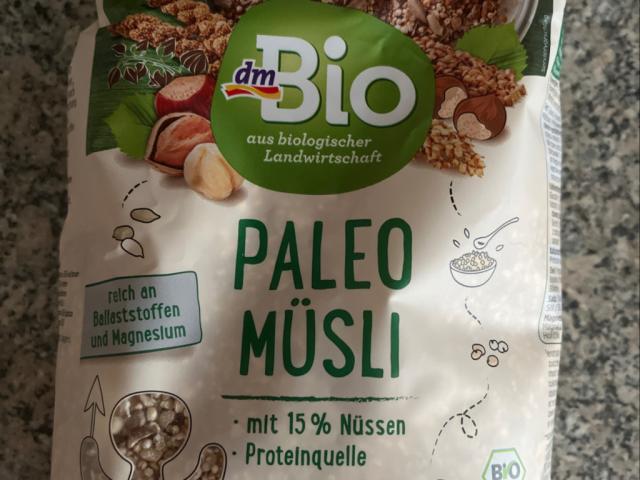 dm
Bio
aus biologischer
Landwirtschaft
PALEO
MÜSLI
reich an
Ballaststoffen
und Magnesium
· mit 15 % Nüssen
· Proteinquelle
BIO